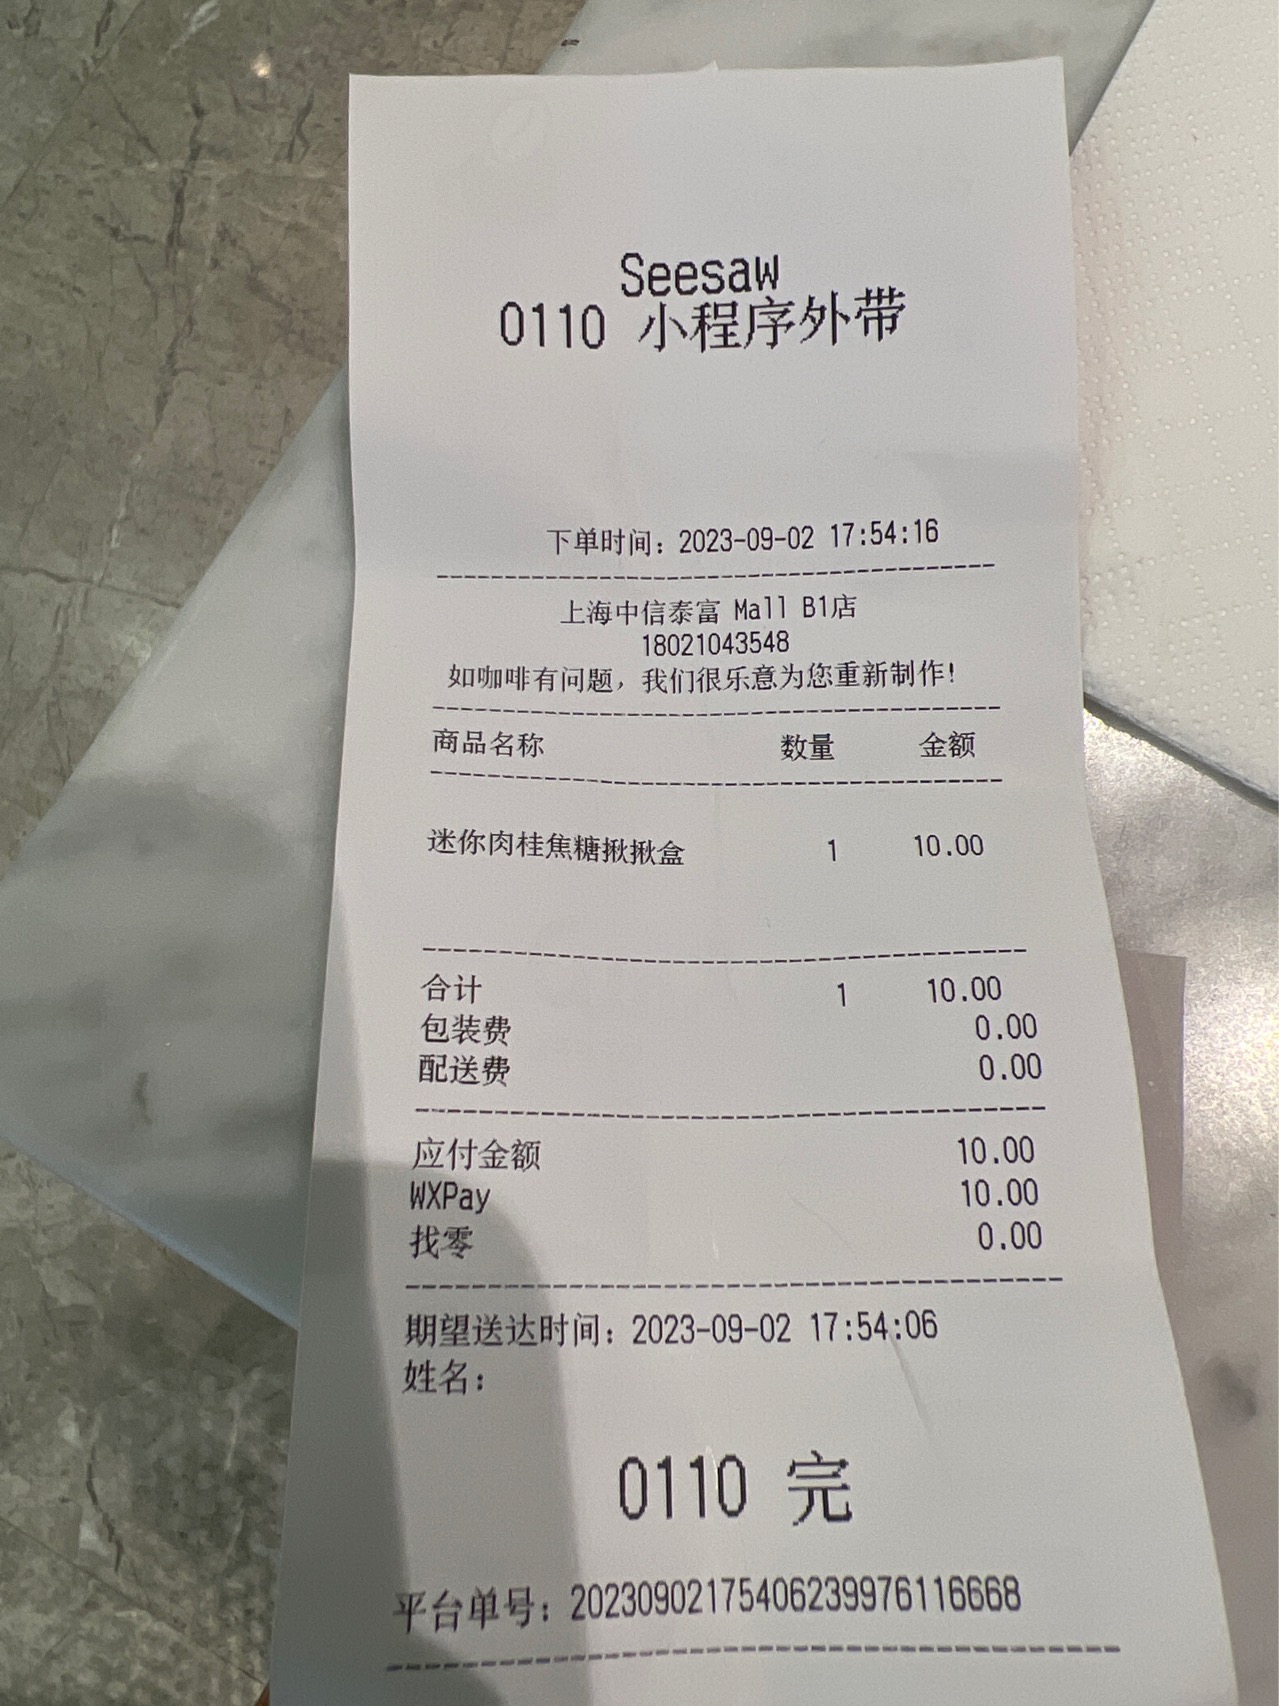 Seesaw
0110 小程序外带
下单时间：2023-09-02 17:54:16
上海中信泰富 Mall B1店
18021043548
如咖啡有问题，我们很乐意为您重新制作!
商品名称 数量 金额
迷你肉桂焦糖揪揪盒 1 10.00
合计 1 10.00
包装费 0.00
配送费 0.00
应付金额 10.00
WXPay 10.00
找零 0.00
期望送达时间：2023-09-02 17:54:06
姓名：
0110 完
平台单号：2023090217540623997611​6668